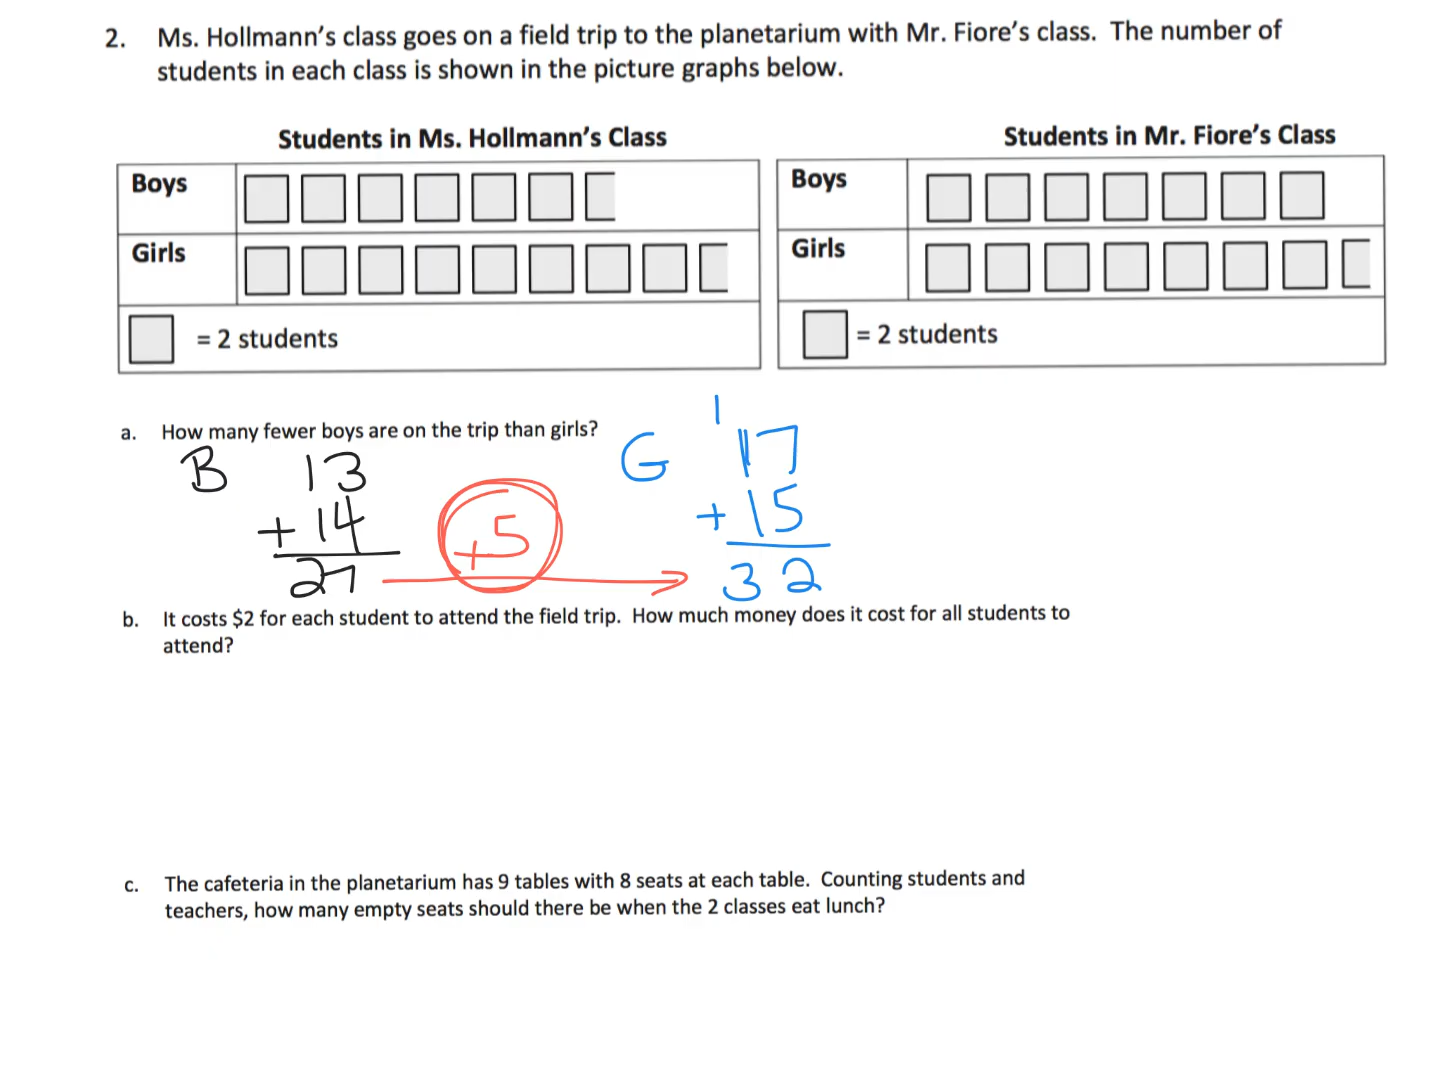 2. Ms. Hollmann's class goes on a field trip to the planetarium with Mr. Fiore's class. The number of
students in each class is shown in the picture graphs below.
Students in Ms. Hollmann's Class
Boys
Girls
= 2 students
Students in Mr. Fiore's Class
Boys
Girls
= 2 students
a. How many fewer boys are on the trip than girls?
B 13
+ 14
27
+5
G 1
17
+ 15
32
b. It costs $2 for each student to attend the field trip. How much money does it cost for all students to
attend?
c. The cafeteria in the planetarium has 9 tables with 8 seats at each table. Counting students and
teachers, how many empty seats should there be when the 2 classes eat lunch?